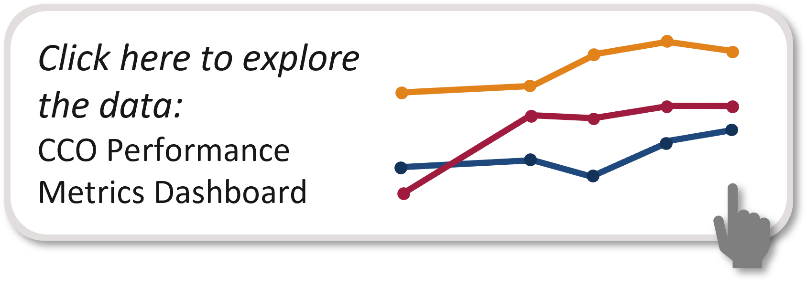 Click here to explore
the data:
CCO Performance
Metrics Dashboard